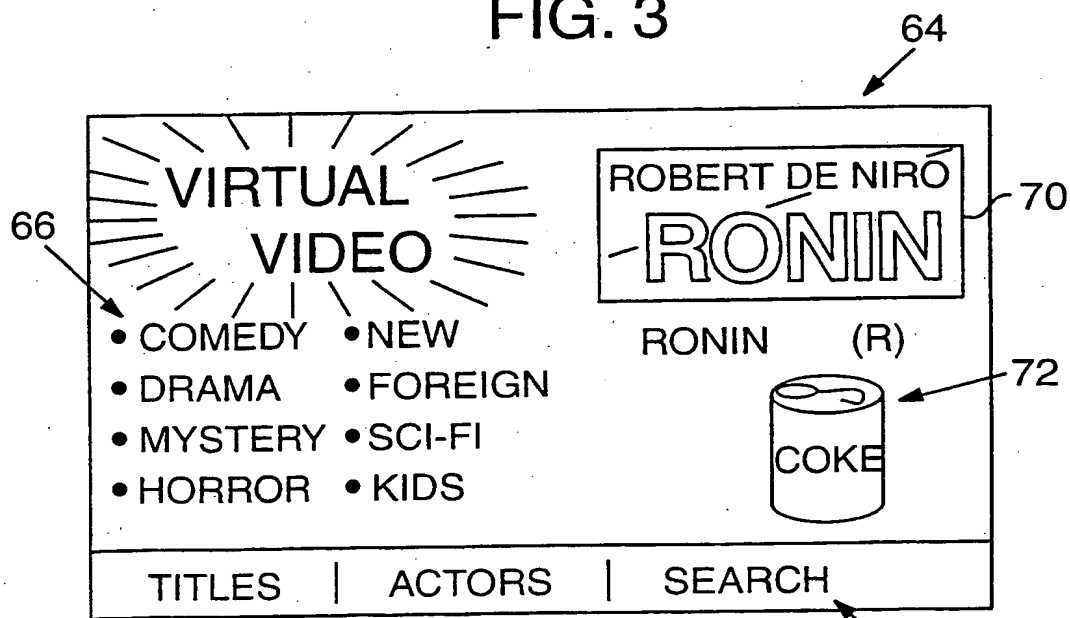 FIG. 3
64
VIRTUAL
VIDEO
66
• COMEDY • NEW
• DRAMA • FOREIGN
• MYSTERY • SCI-FI
• HORROR • KIDS
ROBERT DE NIRO
RONIN
70
RONIN (R)
72
COKE
TITLES | ACTORS | SEARCH